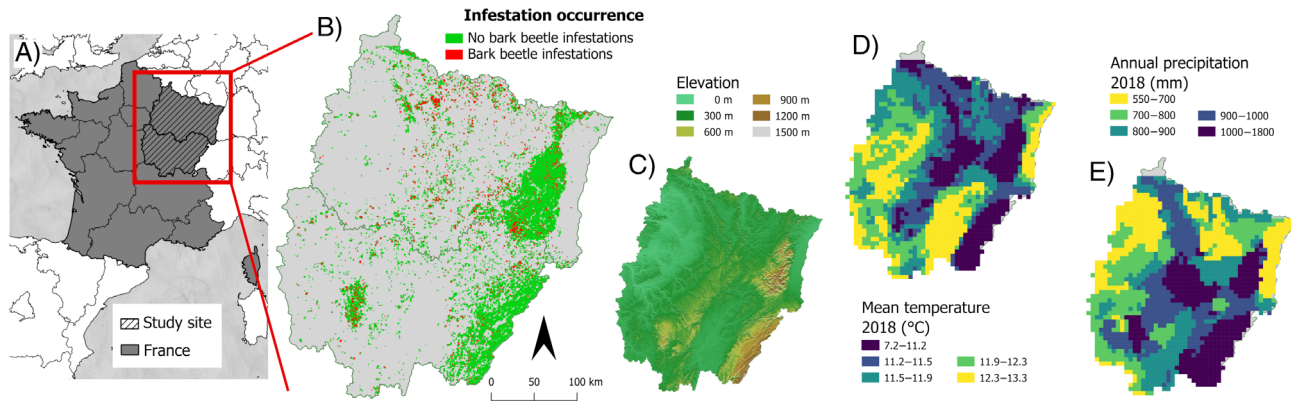 A)
Study site
France
B)
Infestation occurrence
No bark beetle infestations
Bark beetle infestations
0 50 100 km
Elevation
0 m 900 m
300 m 1200 m
600 m 1500 m
C)
D)
Mean temperature
2018 (°C)
7.2–11.2
11.2–11.5 11.9–12.3
11.5–11.9 12.3–13.3
Annual precipitation
2018 (mm)
550–700
700–800 900–1000
800–900 1000–1800
E)